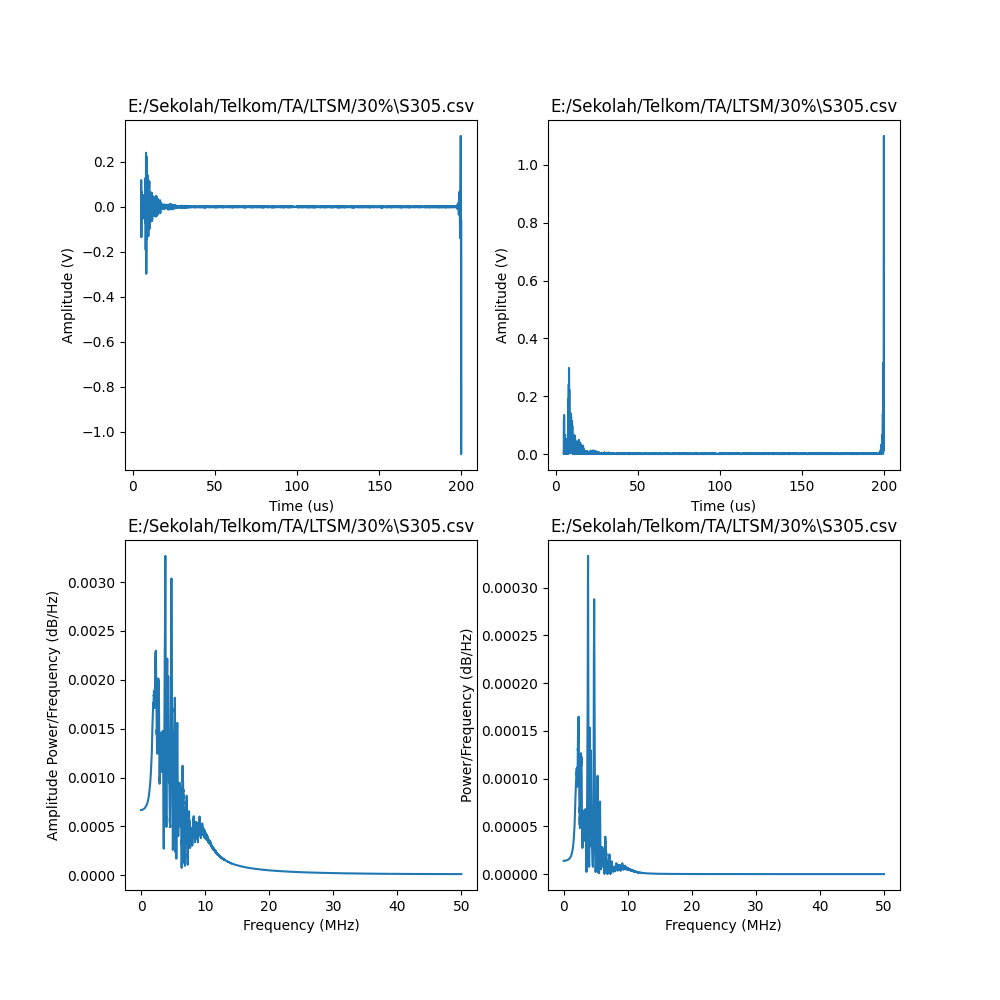 E:/Sekolah/Telkom/TA/LTSM/30%\S305.csv
Amplitude (V)
0.2
0.0
−0.2
−0.4
−0.6
−0.8
−1.0
0 50 100 150 200
Time (us)
E:/Sekolah/Telkom/TA/LTSM/30%\S305.csv
Amplitude (V)
1.0
0.8
0.6
0.4
0.2
0.0
0 50 100 150 200
Time (us)
E:/Sekolah/Telkom/TA/LTSM/30%\S305.csv
Amplitude Power/Frequency (dB/Hz)
0.0030
0.0025
0.0020
0.0015
0.0010
0.0005
0.0000
0 10 20 30 40 50
Frequency (MHz)
E:/Sekolah/Telkom/TA/LTSM/30%\S305.csv
Power/Frequency (dB/Hz)
0.00030
0.00025
0.00020
0.00015
0.00010
0.00005
0.00000
0 10 20 30 40 50
Frequency (MHz)